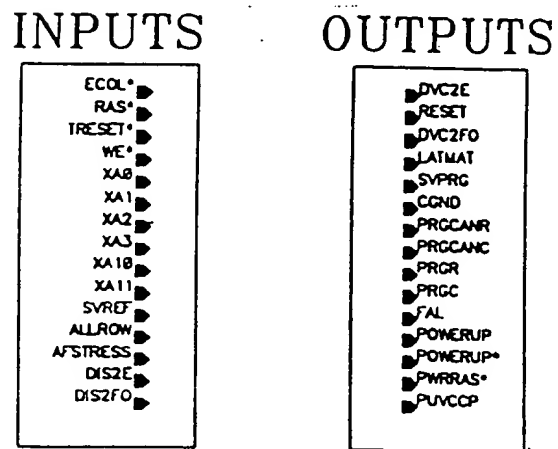 INPUTS
ECOL*
RAS*
TRESET*
WE*
XA0
XA1
XA2
XA3
XA10
XA11
SVREF
ALLROW
AFSTRESS
DIS2E
DIS2FO
OUTPUTS
DVC2E
RESET
DVC2FO
LATMAT
SVPRG
CGND
PRGCANR
PRGCANC
PRGR
PRGC
FAL
POWERUP
POWERUP*
PWRRAS*
PUVCCP